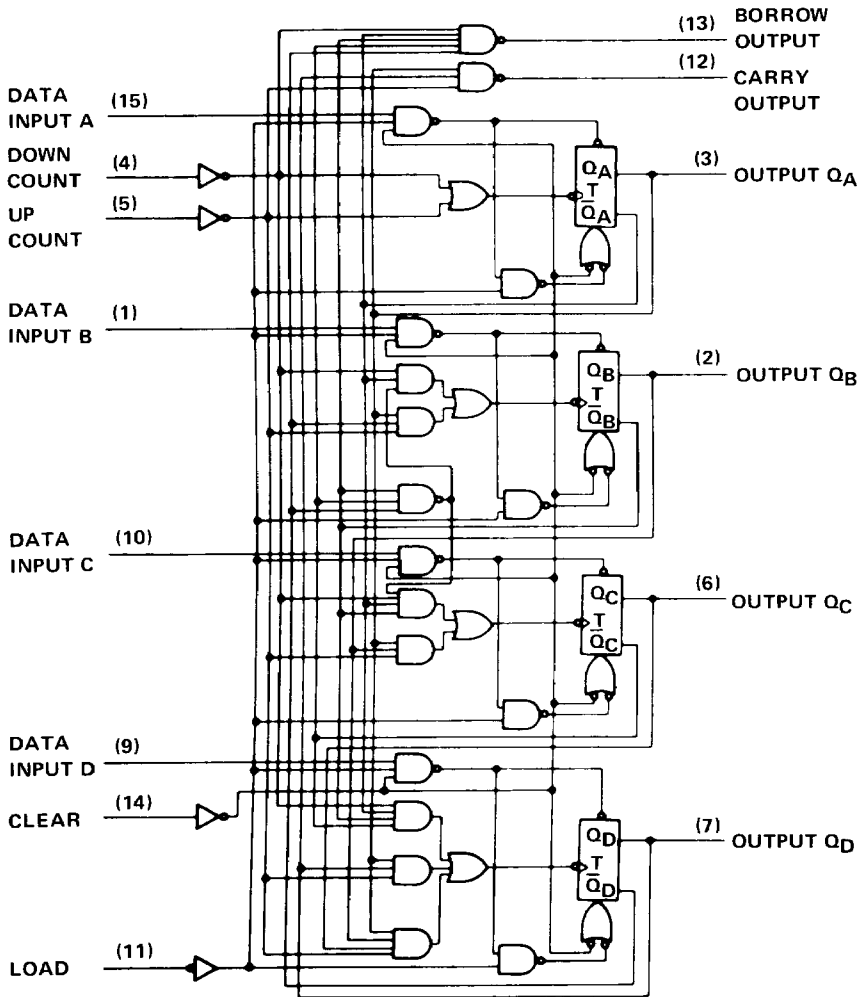 BORROW
(13) OUTPUT
(12) CARRY
OUTPUT
DATA
INPUT A (15)
DOWN
COUNT (4)
UP
COUNT (5)
QA
T
QA
(3) OUTPUT QA
DATA
INPUT B (1)
QB
T
QB
(2) OUTPUT QB
DATA
INPUT C (10)
QC
T
QC
(6) OUTPUT QC
DATA
INPUT D (9)
CLEAR (14)
QD
T
QD
(7) OUTPUT QD
LOAD (11)